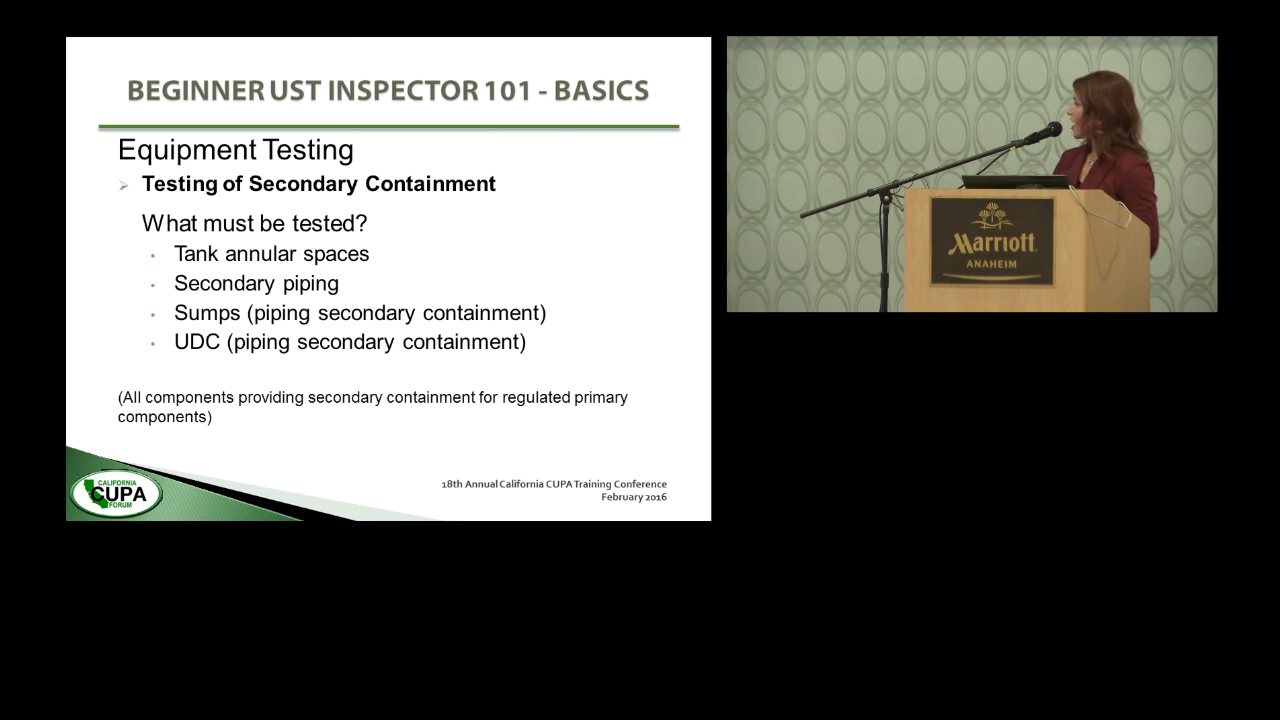 BEGINNER UST INSPECTOR 101 - BASICS
Equipment Testing
Testing of Secondary Containment
What must be tested?
Tank annular spaces
Secondary piping
Sumps (piping secondary containment)
UDC (piping secondary containment)
(All components providing secondary containment for regulated primary
components)
CALIFORNIA
CUPA
FORUM
18th Annual California CUPA Training Conference
February 2016
Marriott
ANAHEIM